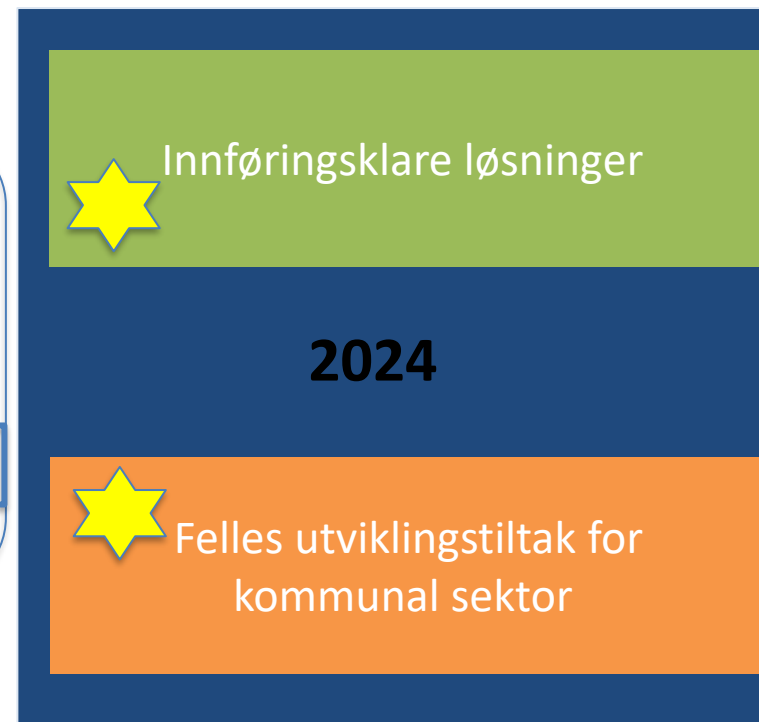 Innføringsklare løsninger
2024
Felles utviklingstiltak for
kommunal sektor